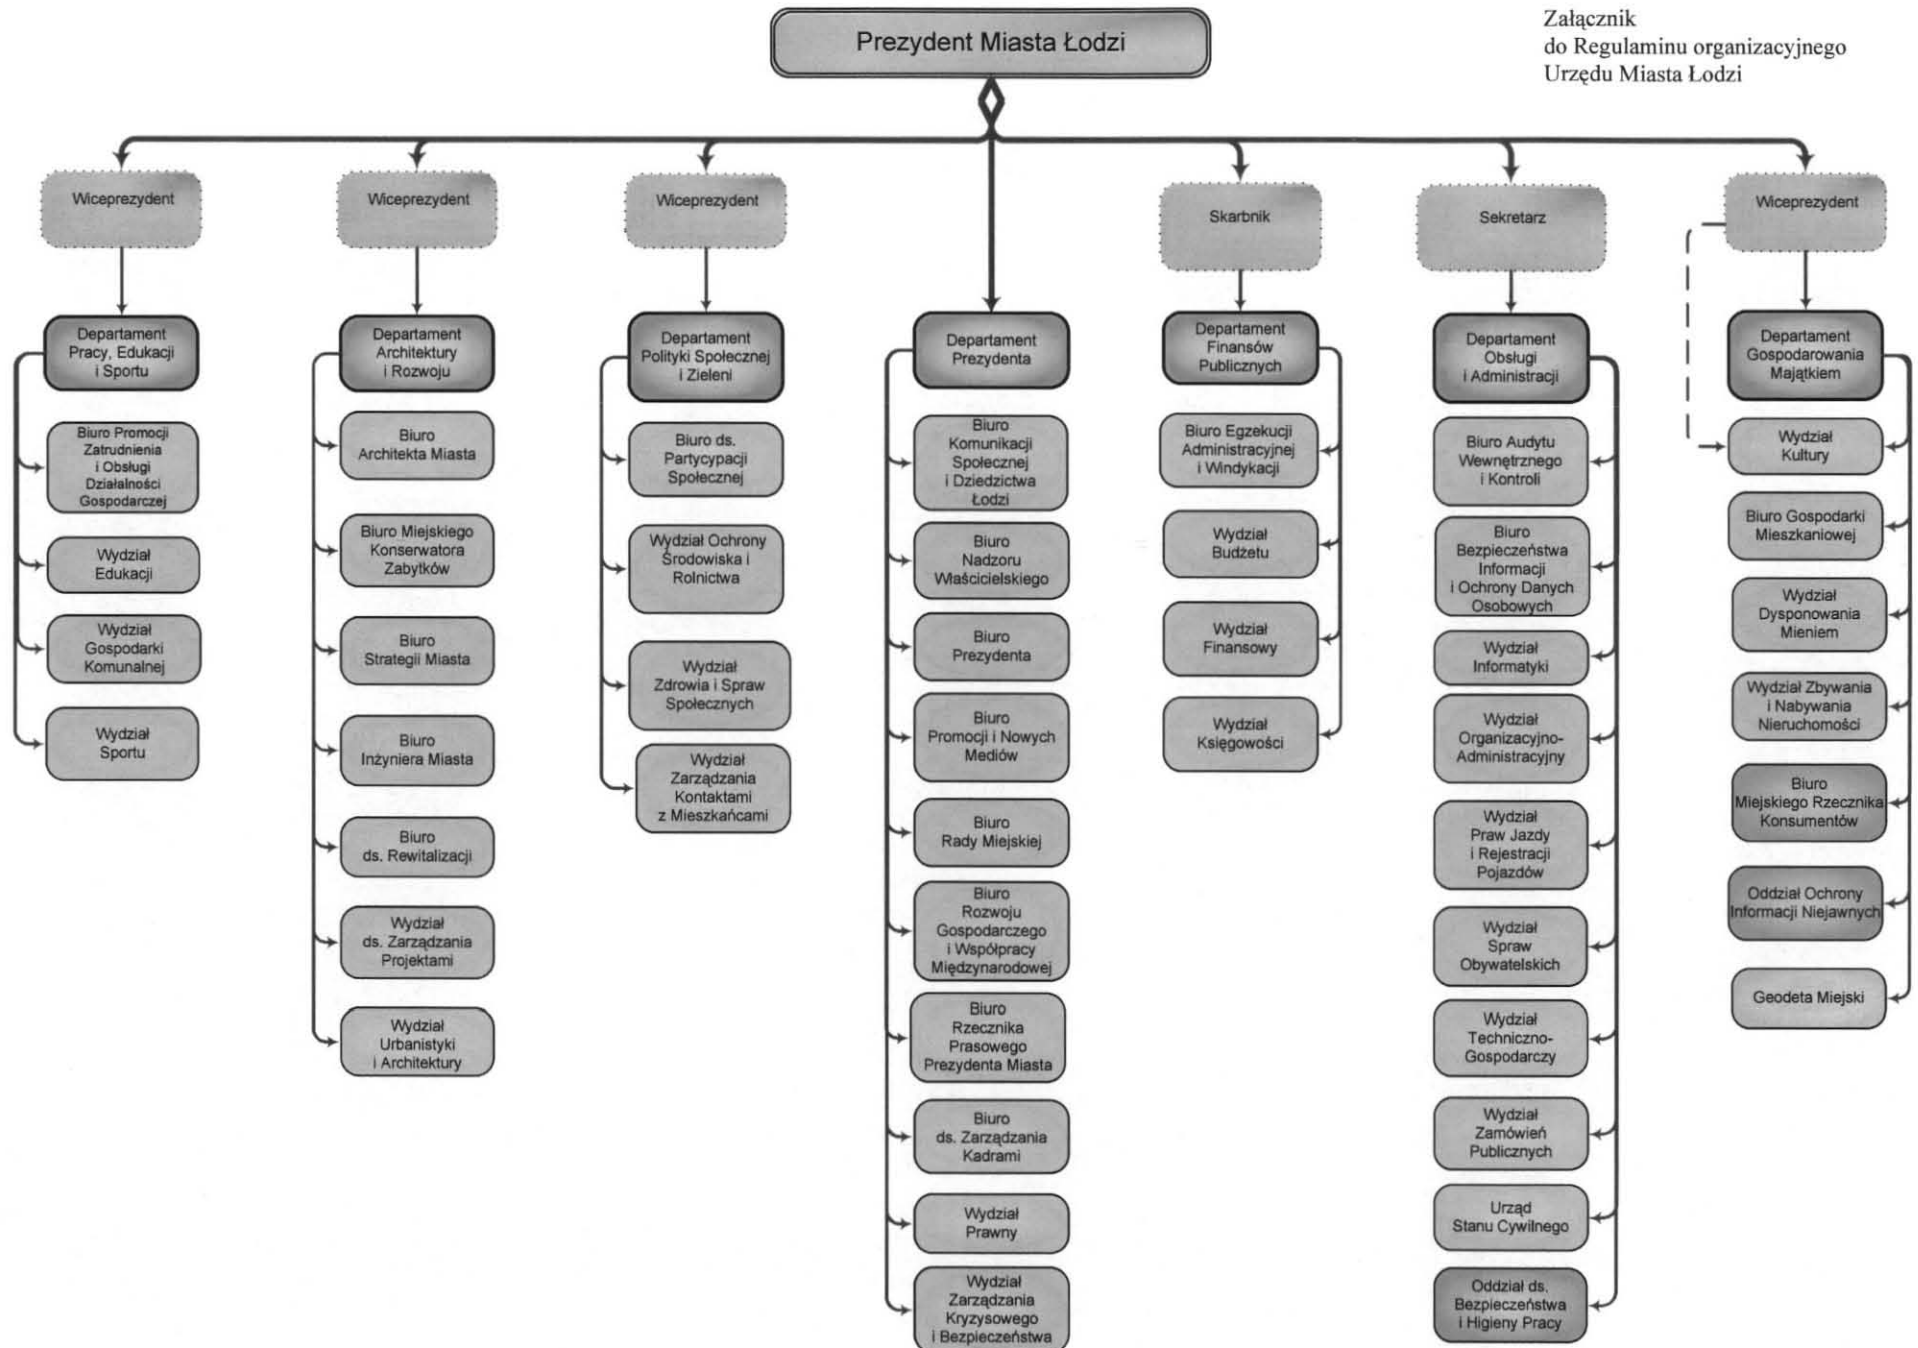 Załącznik
do Regulaminu organizacyjnego
Urzędu Miasta Łodzi
Prezydent Miasta Łodzi
Wiceprezydent
Departament
Pracy, Edukacji
i Sportu
Biuro Promocji
Zatrudnienia
i Obsługi
Działalności
Gospodarczej
Wydział
Edukacji
Wydział
Gospodarki
Komunalnej
Wydział
Sportu
Wiceprezydent
Departament
Architektury
i Rozwoju
Biuro
Architekta Miasta
Biuro Miejskiego
Konserwatora
Zabytków
Biuro
Strategii Miasta
Biuro
Inżyniera Miasta
Biuro
ds. Rewitalizacji
Wydział
ds. Zarządzania
Projektami
Wydział
Urbanistyki
i Architektury
Wiceprezydent
Departament
Polityki Społecznej
i Zieleni
Biuro ds.
Partycypacji
Społecznej
Wydział Ochrony
Środowiska i
Rolnictwa
Wydział
Zdrowia i Spraw
Społecznych
Wydział
Zarządzania
Kontaktami
z Mieszkańcami
Departament
Prezydenta
Biuro
Komunikacji
Społecznej
i Dziedzictwa
Łodzi
Biuro
Nadzoru
Właścicielskiego
Biuro
Prezydenta
Biuro
Promocji i Nowych
Mediów
Biuro
Rady Miejskiej
Biuro
Rozwoju
Gospodarczego
i Współpracy
Międzynarodowej
Biuro
Rzecznika
Prasowego
Prezydenta Miasta
Biuro
ds. Zarządzania
Kadrami
Wydział
Prawny
Wydział
Zarządzania
Kryzysowego
i Bezpieczeństwa
Skarbnik
Departament
Finansów
Publicznych
Biuro Egzekucji
Administracyjnej
i Windykacji
Wydział
Budżetu
Wydział
Finansowy
Wydział
Księgowości
Sekretarz
Departament
Obsługi
i Administracji
Biuro Audytu
Wewnętrznego
i Kontroli
Biuro
Bezpieczeństwa
Informacji
i Ochrony Danych
Osobowych
Wydział
Informatyki
Wydział
Organizacyjno-
Administracyjny
Wydział
Praw Jazdy
i Rejestracji
Pojazdów
Wydział
Spraw
Obywatelskich
Wydział
Techniczno-
Gospodarczy
Wydział
Zamówień
Publicznych
Urząd
Stanu Cywilnego
Oddział ds.
Bezpieczeństwa
i Higieny Pracy
Wiceprezydent
Departament
Gospodarowania
Majątkiem
Wydział
Kultury
Biuro Gospodarki
Mieszkaniowej
Wydział
Dysponowania
Mieniem
Wydział Zbywania
i Nabywania
Nieruchomości
Biuro
Miejskiego Rzecznika
Konsumentów
Oddział Ochrony
Informacji Niejawnych
Geodeta Miejski